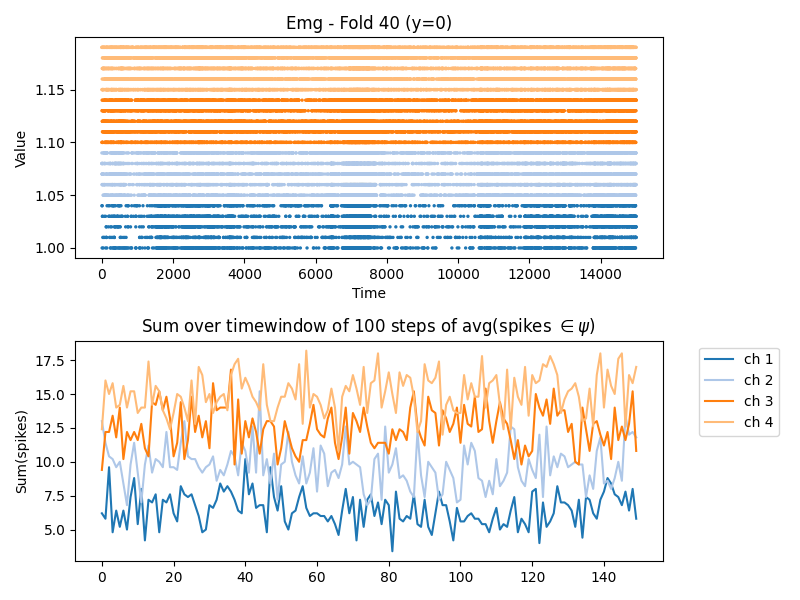 Emg - Fold 40 (y=0)
Value
1.15
1.10
1.05
1.00
0 2000 4000 6000 8000 10000 12000 14000
Time
Sum over timewindow of 100 steps of avg(spikes ∈ψ)
Sum(spikes)
17.5
15.0
12.5
10.0
7.5
5.0
0 20 40 60 80 100 120 140
ch 1
ch 2
ch 3
ch 4